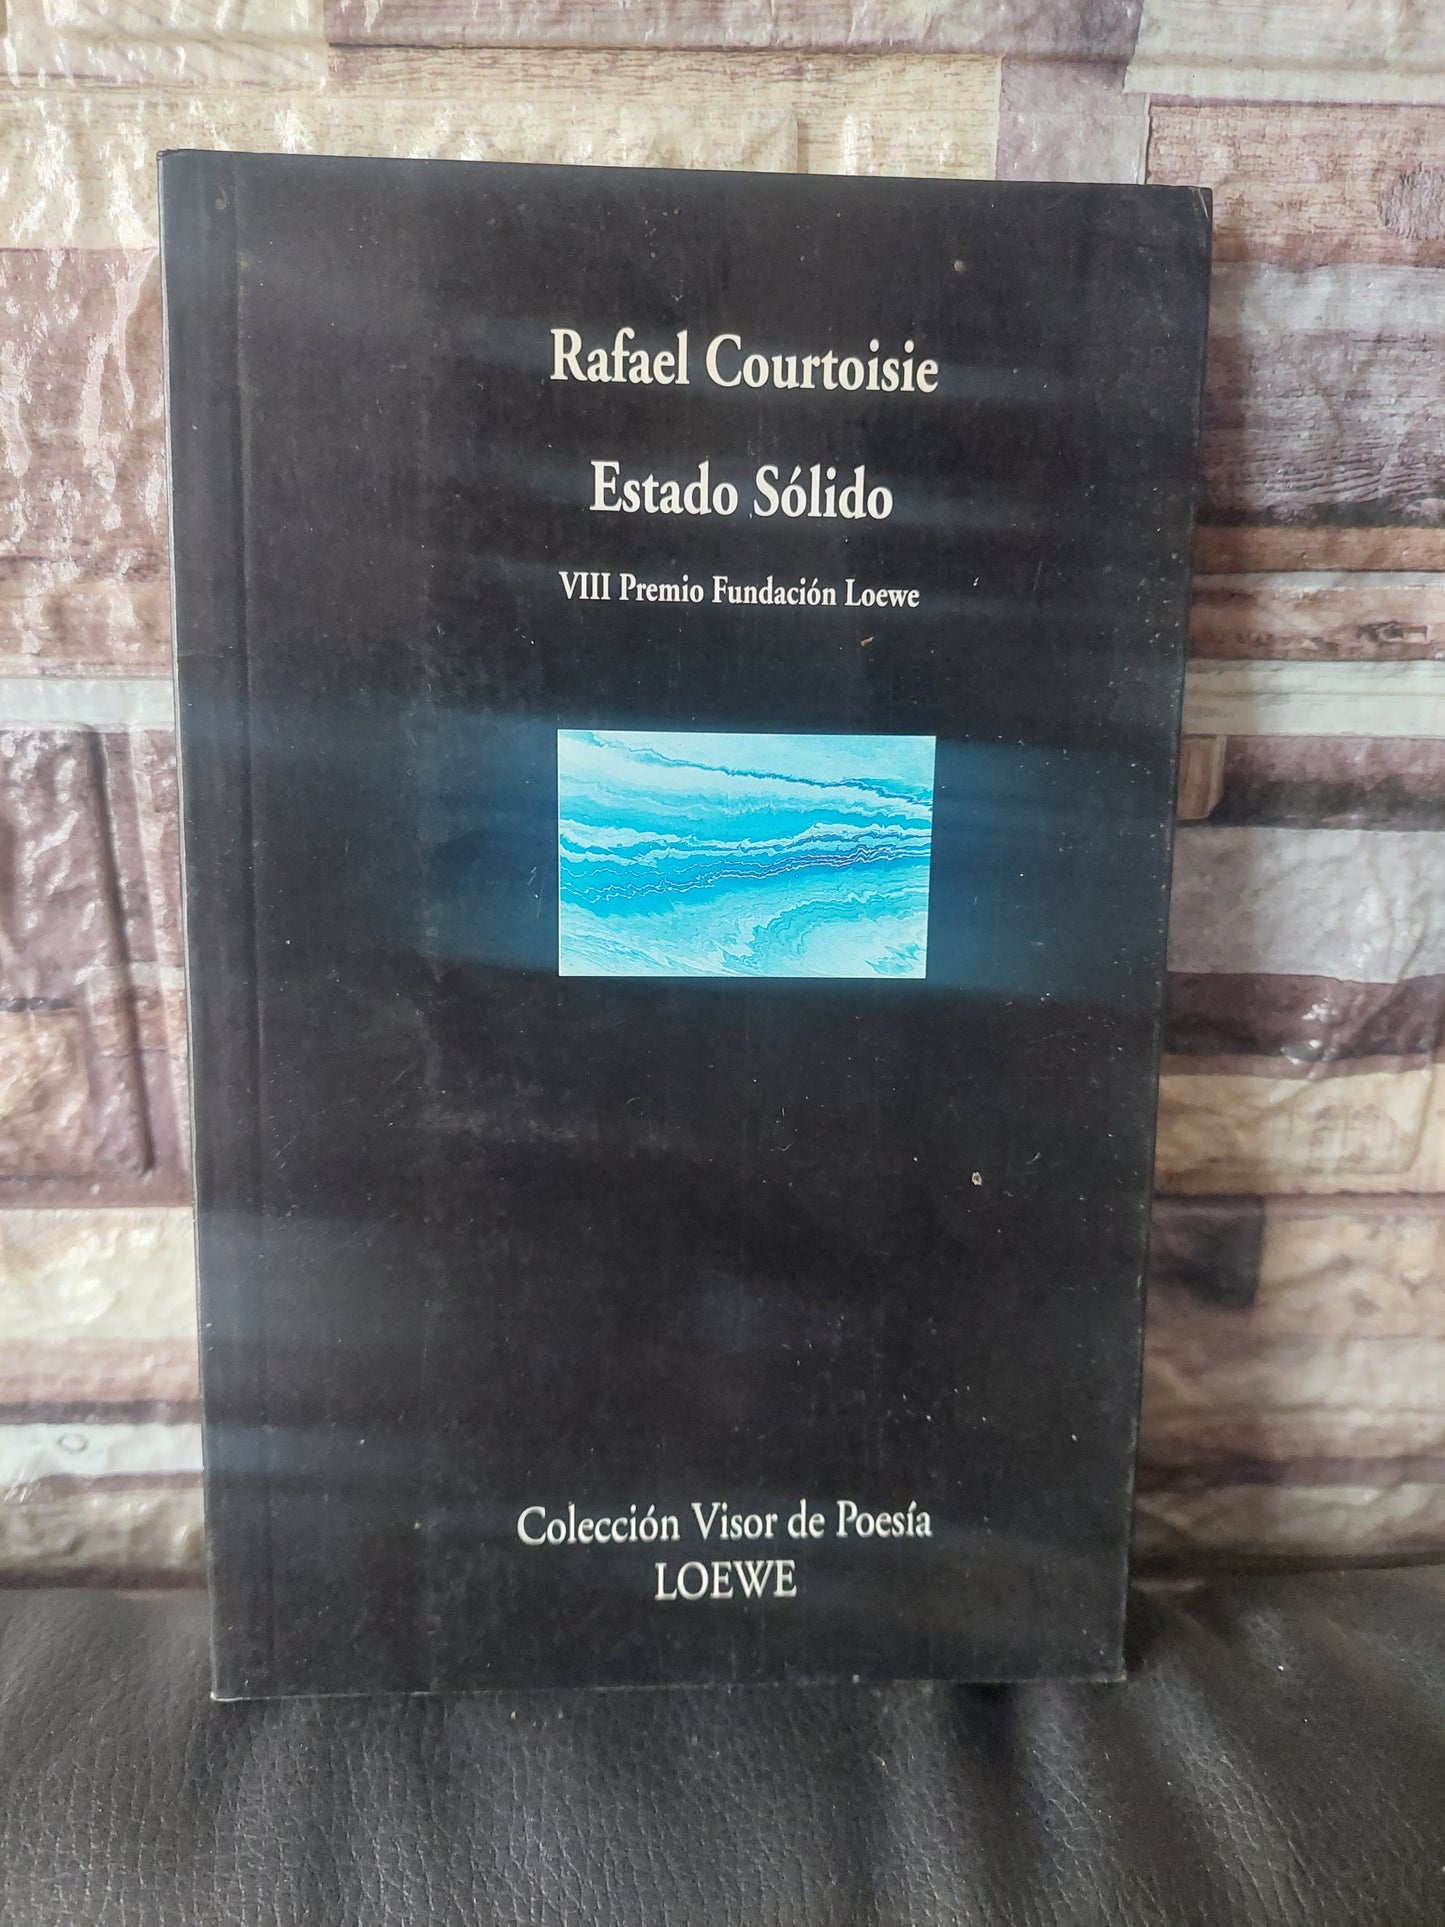 Rafael Courtoisie
Estado Sólido
VIII Premio Fundación Loewe
Colección Visor de Poesía
LOEWE